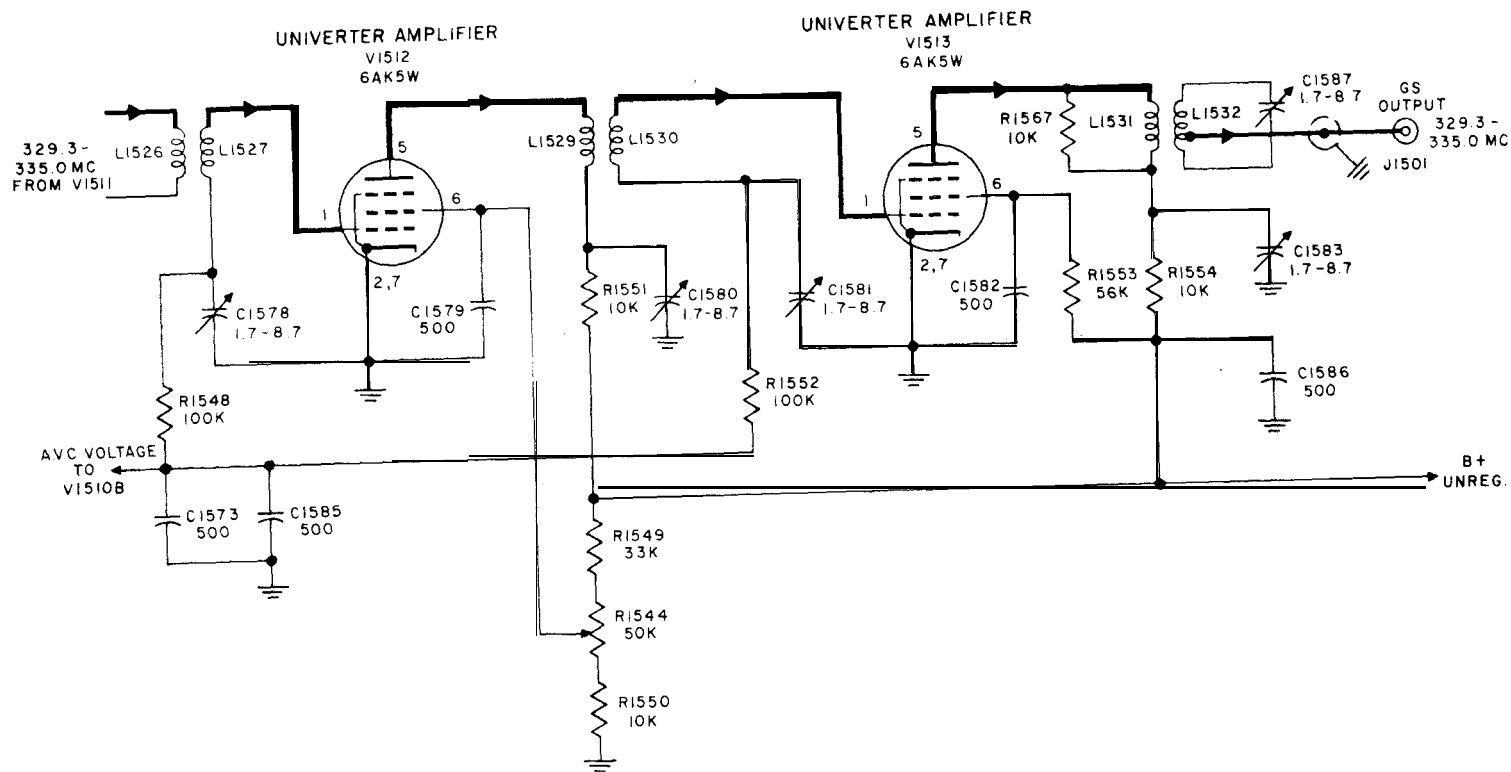 UNIVERTER AMPLIFIER
V1512
6AK5W
UNIVERTER AMPLIFIER
V1513
6AK5W
329.3-
335.0 MC
FROM V1511
L1526
L1527
5
1
6
2,7
C1578
1.7-8.7
C1579
500
R1548
100K
A.V.C VOLTAGE
TO
V1510B
C1573
500
C1585
500
L1529
L1530
R1551
10K
C1580
1.7-8.7
C1581
1.7-8.7
R1552
100K
R1549
33K
R1544
50K
R1550
10K
5
1
6
2,7
C1582
500
R1553
56K
R1554
10K
R1567
10K
L1531
L1532
C1587
1.7-8.7
GS
OUTPUT
329.3-
335.0 MC
J1501
C1583
1.7-8.7
C1586
500
B+
UNREG.